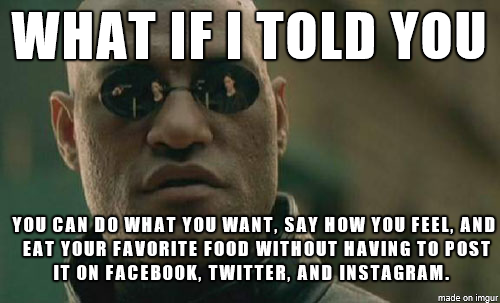 WHAT IF I TOLD YOU
YOU CAN DO WHAT YOU WANT, SAY HOW YOU FEEL, AND
EAT YOUR FAVORITE FOOD WITHOUT HAVING TO POST
IT ON FACEBOOK, TWITTER, AND INSTAGRAM.
made on imgur